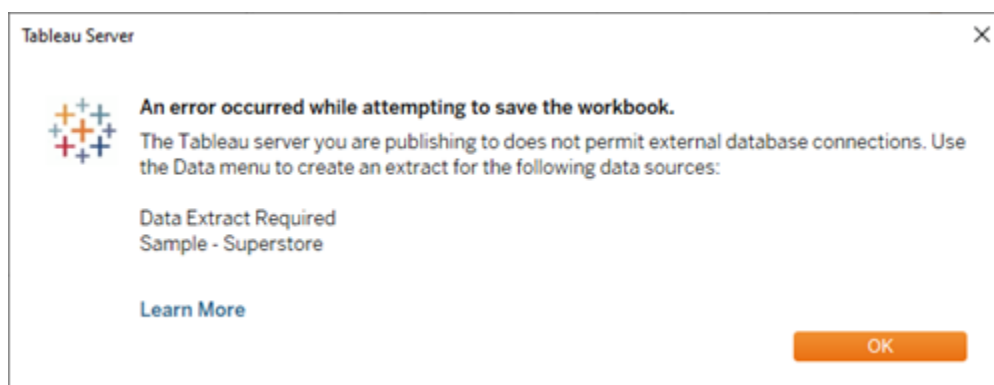 Tableau Server
An error occurred while attempting to save the workbook.
The Tableau server you are publishing to does not permit external database connections. Use
the Data menu to create an extract for the following data sources:
Data Extract Required
Sample - Superstore
Learn More
OK